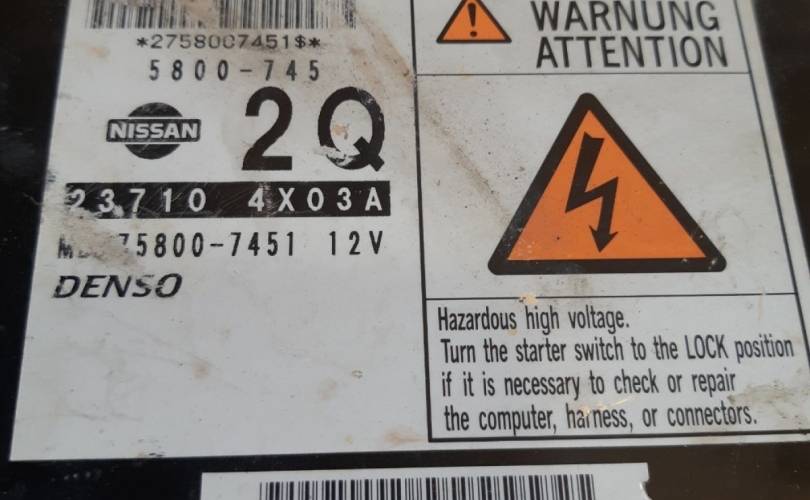 *2758007451$*
5800-745
NISSAN
2Q
23710 4X03A
75800-7451 12V
DENSO
WARNUNG
ATTENTION
Hazardous high voltage.
Turn the starter switch to the LOCK position
if it is necessary to check or repair
the computer, harness, or connectors.